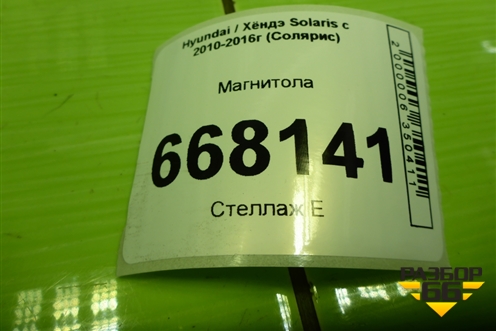 Hyundai / Хёндэ Solaris с
2010-2016г (Солярис)
Магнитола
668141
Стеллаж Е
2000006350411
РАЗБОР
66